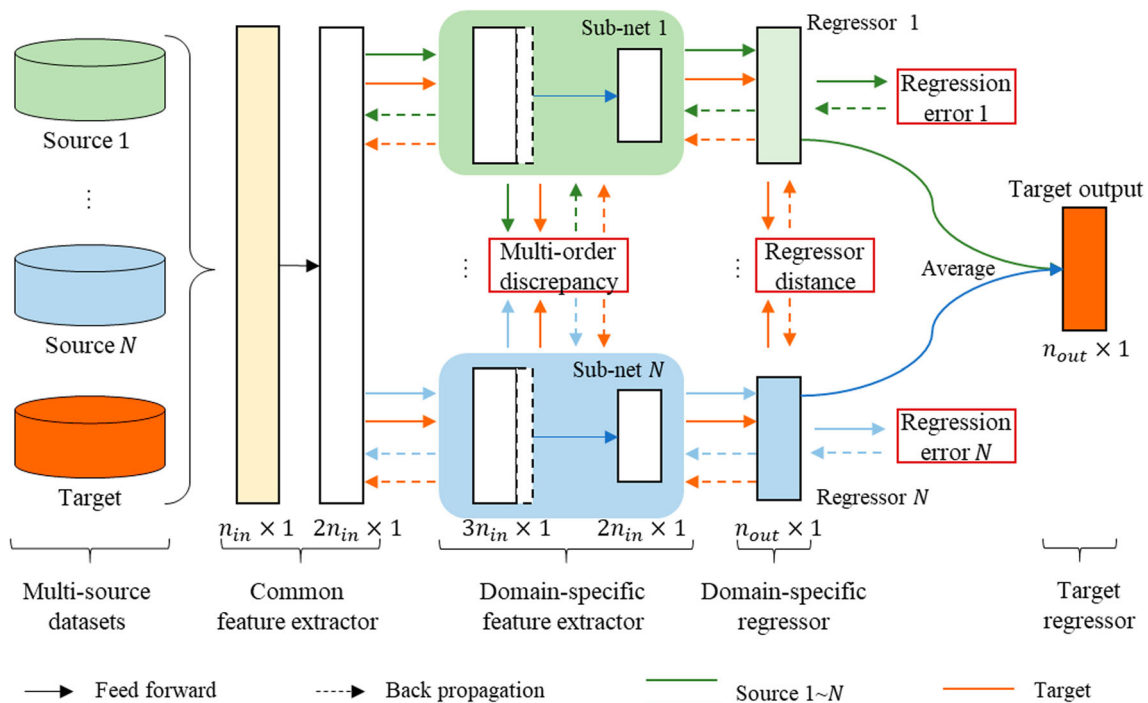 Source 1
⋮
Source N
Target
Sub-net 1
Regressor 1
Regression
error 1
Multi-order
discrepancy
⋮
Regressor
distance
⋮
Average
Target output
n_out × 1
Sub-net N
Regression
error N
Regressor N
n_in × 1
2n_in × 1
3n_in × 1
2n_in × 1
n_out × 1
Multi-source
datasets
Common
feature extractor
Domain-specific
feature extractor
Domain-specific
regressor
Target
regressor
Feed forward
Back propagation
Source 1~N
Target